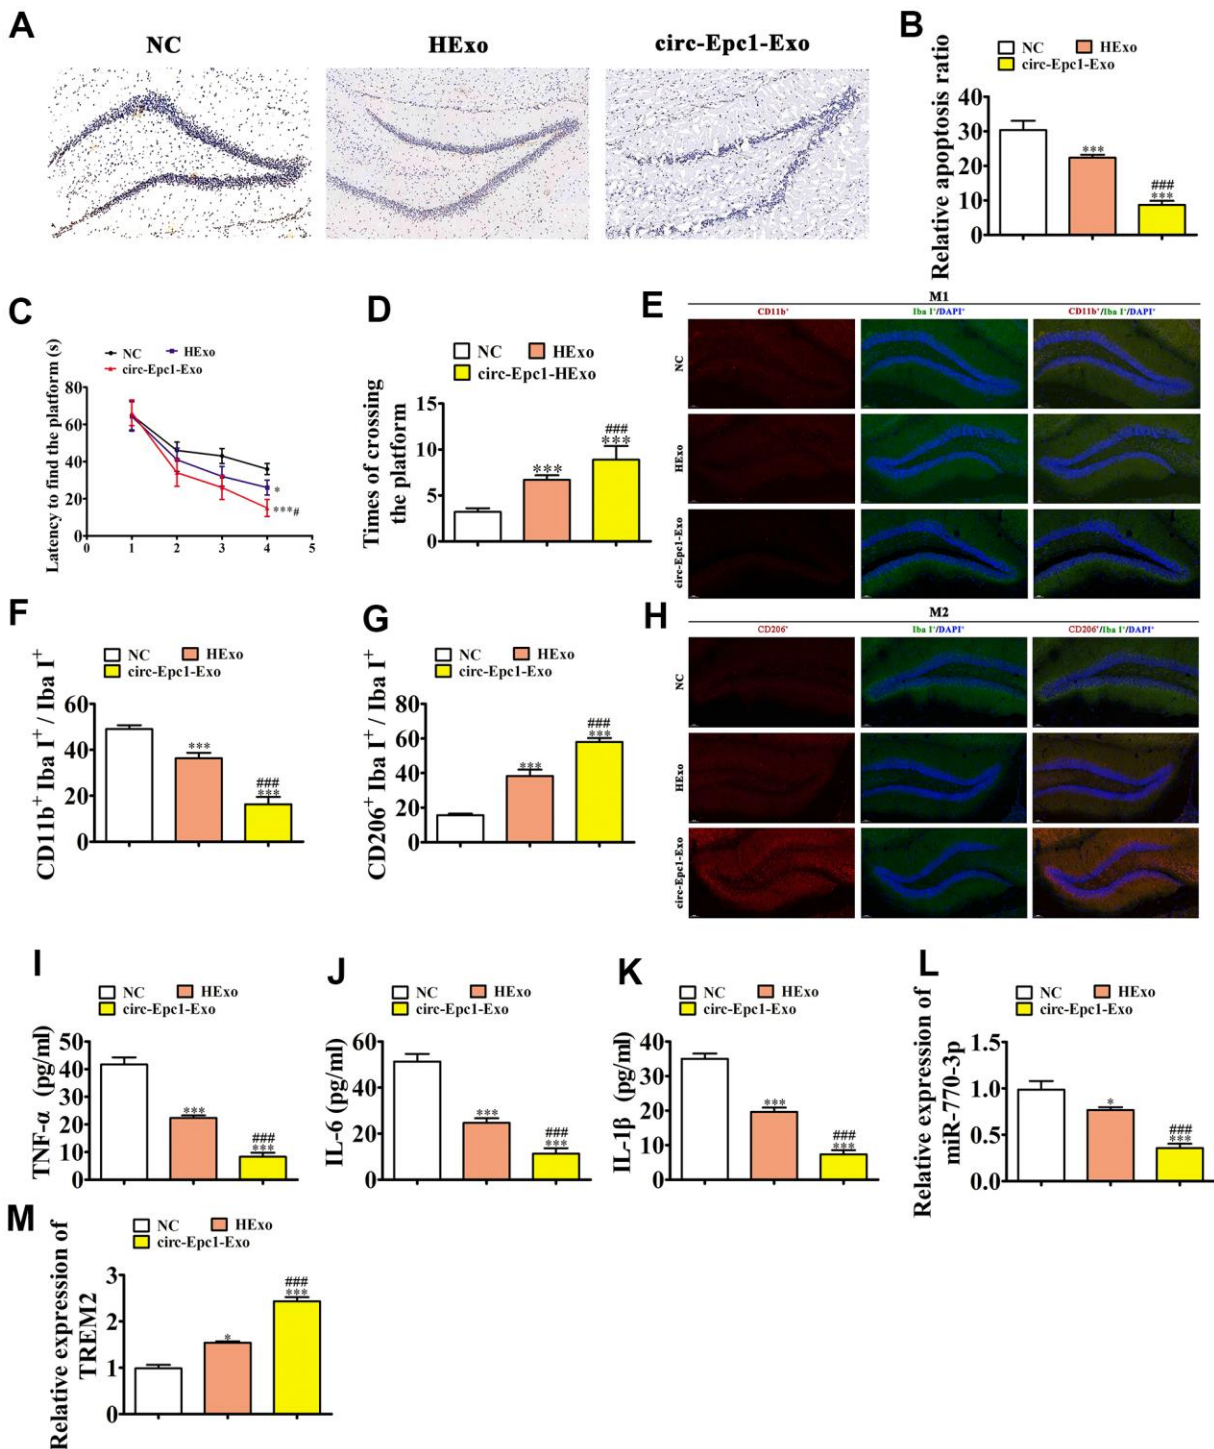 A
NC
HExo
circ-Epc1-Exo
B
NC HExo
circ-Epc1-Exo
Relative apoptosis ratio
40
30
20
10
0
***
###
***
C
NC HExo
circ-Epc1-Exo
Latency to find the platform (s)
80
60
40
20
0
0 1 2 3 4 5
*
***#
D
NC HExo
circ-Epc1-HExo
Times of crossing
the platform
15
10
5
0
***
###
***
E
M1
CD11b⁺ Iba I⁺/DAPI⁺ CD11b⁺/Iba I⁺/DAPI⁺
NC
HExo
circ-Epc1-Exo
F
NC HExo
circ-Epc1-Exo
CD11b⁺ Iba I⁺ / Iba I⁺
60
40
20
0
***
###
***
G
NC HExo
circ-Epc1-Exo
CD206⁺ Iba I⁺ / Iba I⁺
80
60
40
20
0
***
###
***
H
M2
CD206⁺ Iba I⁺/DAPI⁺ CD206⁺/Iba I⁺/DAPI⁺
NC
HExo
circ-Epc1-Exo
I
NC HExo
circ-Epc1-Exo
TNF-α (pg/ml)
50
40
30
20
10
0
***
###
***
J
NC HExo
circ-Epc1-Exo
IL-6 (pg/ml)
60
40
20
0
***
###
***
K
NC HExo
circ-Epc1-Exo
IL-1β (pg/ml)
40
30
20
10
0
***
###
***
L
NC HExo
circ-Epc1-Exo
Relative expression of
miR-770-3p
1.5
1.0
0.5
0.0
*
###
***
M
NC HExo
circ-Epc1-Exo
Relative expression of
TREM2
3
2
1
0
*
###
***